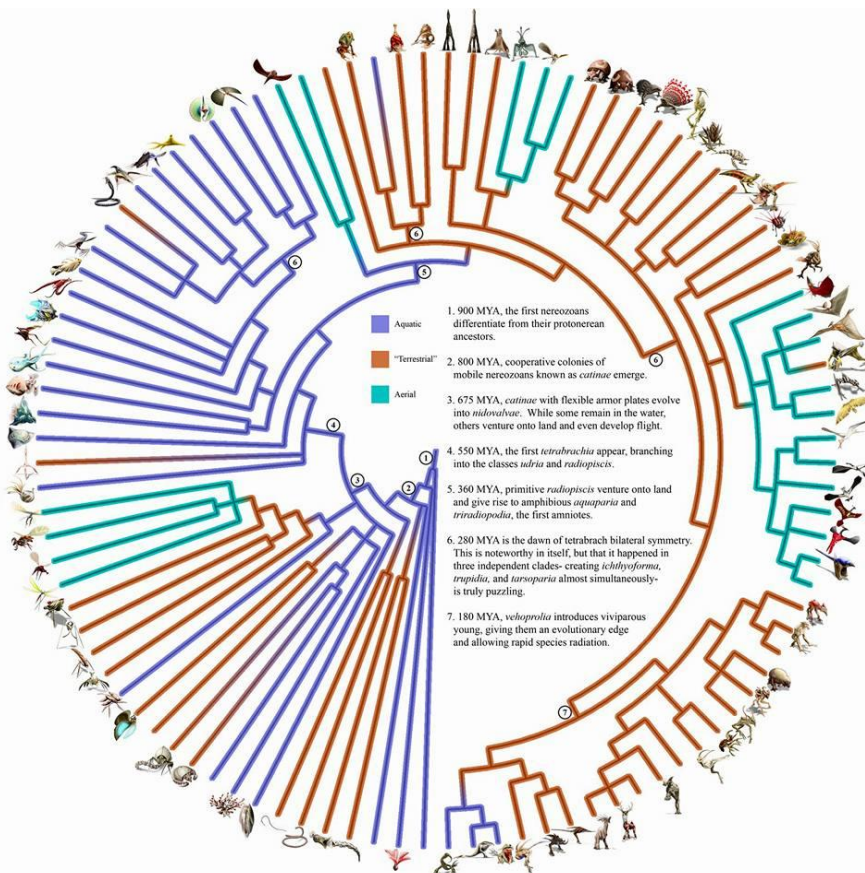 Aquatic
"Terrestrial"
Aerial
1. 900 MYA, the first nereozoans
differentiate from their protonerean
ancestors.
2. 800 MYA, cooperative colonies of
mobile nereozoans known as catinae emerge.
3. 675 MYA, catinae with flexible armor plates evolve
into nidovalvae. While some remain in the water,
others venture onto land and even develop flight.
4. 550 MYA, the first tetrabrachia appear, branching
into the classes udria and radiopiscis.
5. 360 MYA, primitive radiopiscis venture onto land
and give rise to amphibious aquaparia and
triradiopodia, the first amniotes.
6. 280 MYA is the dawn of tetrabrach bilateral symmetry.
This is noteworthy in itself, but that it happened in
three independent clades- creating ichthyoforma,
trupidia, and tarsoparia almost simultaneously-
is truly puzzling.
7. 180 MYA, vehoprolia introduces viviparous
young, giving them an evolutionary edge
and allowing rapid species radiation.
6
6
5
6
4
1
3
2
7